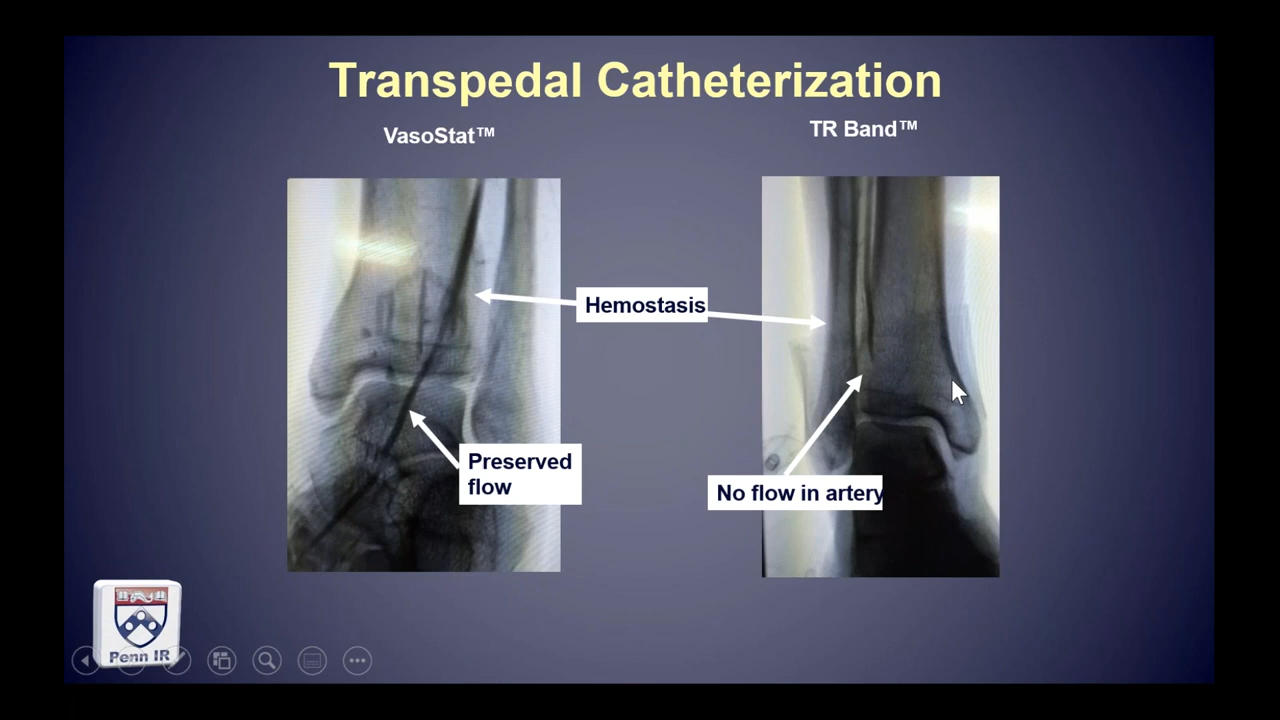 Transpedal Catheterization
VasoStat™
TR Band™
Hemostasis
Preserved
flow
No flow in artery
Penn IR